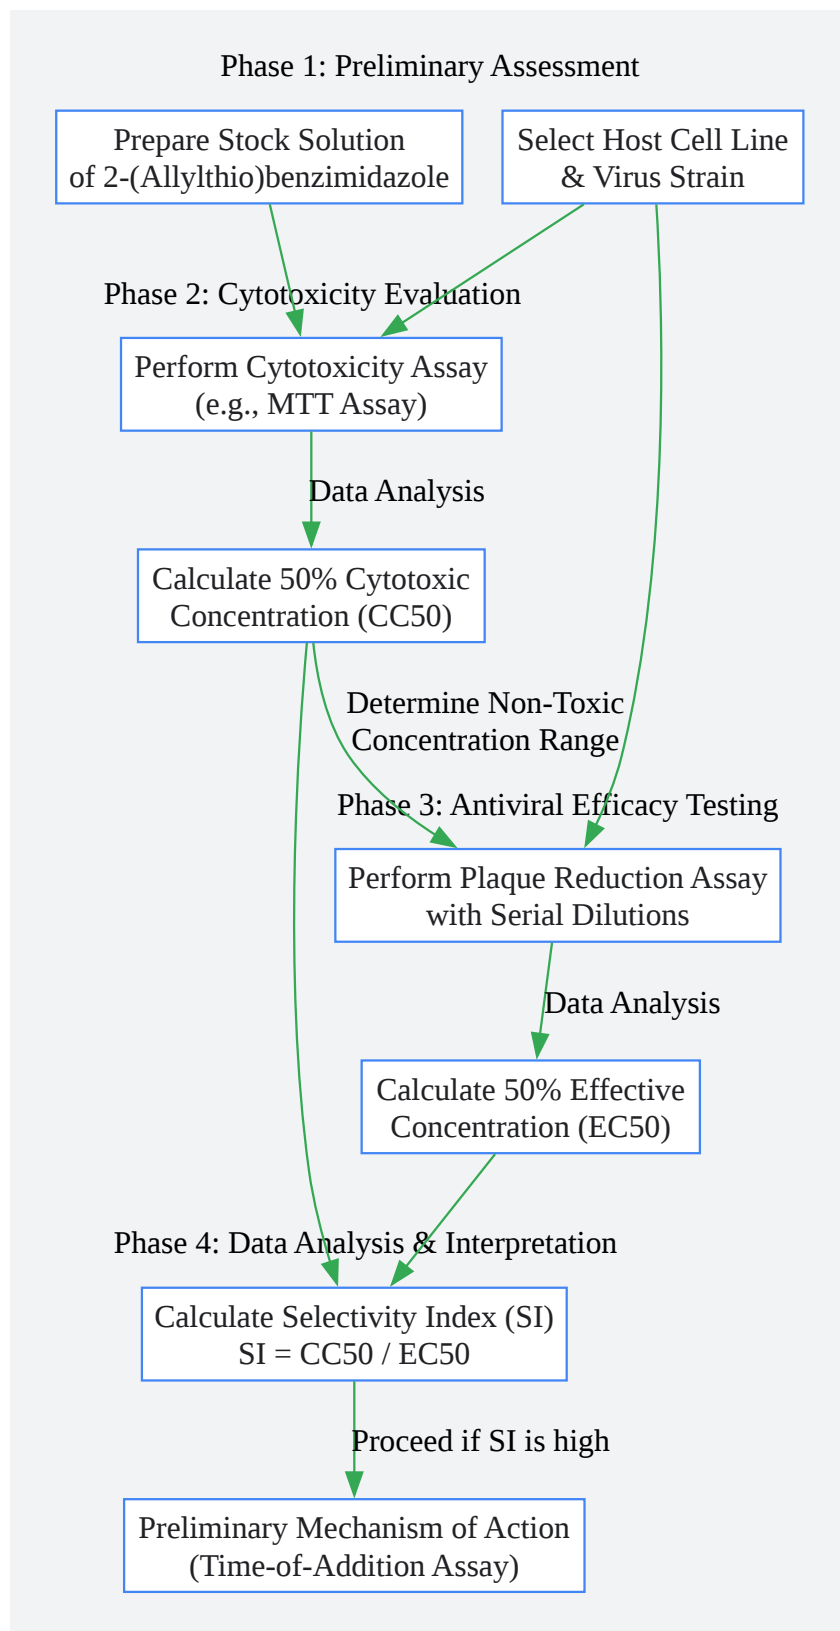 Phase 1: Preliminary Assessment
Prepare Stock Solution
of 2-(Allylthio)benzimidazole
Select Host Cell Line
& Virus Strain
Phase 2: Cytotoxicity Evaluation
Perform Cytotoxicity Assay
(e.g., MTT Assay)
Data Analysis
Calculate 50% Cytotoxic
Concentration (CC50)
Determine Non-Toxic
Concentration Range
Phase 3: Antiviral Efficacy Testing
Perform Plaque Reduction Assay
with Serial Dilutions
Data Analysis
Calculate 50% Effective
Concentration (EC50)
Phase 4: Data Analysis & Interpretation
Calculate Selectivity Index (SI)
SI = CC50 / EC50
Proceed if SI is high
Preliminary Mechanism of Action
(Time-of-Addition Assay)